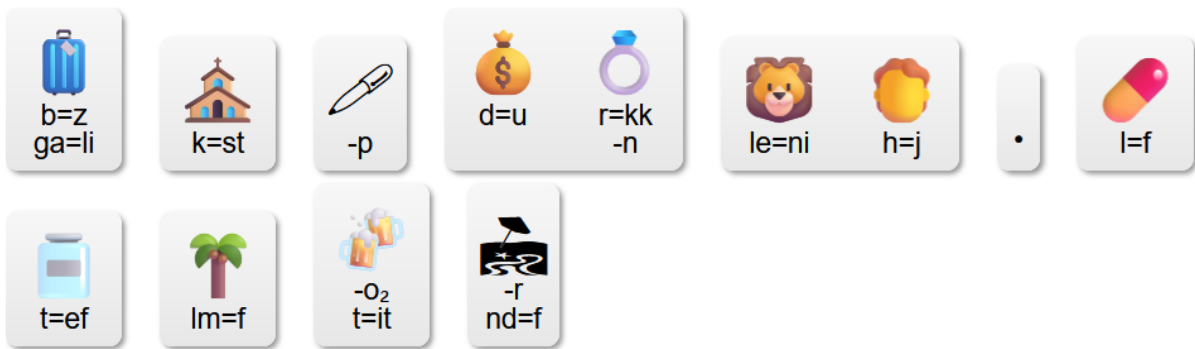 b=z
ga=li k=st -p d=u r=kk
-n le=ni h=j • l=f
t=ef lm=f -o₂
t=it -r
nd=f